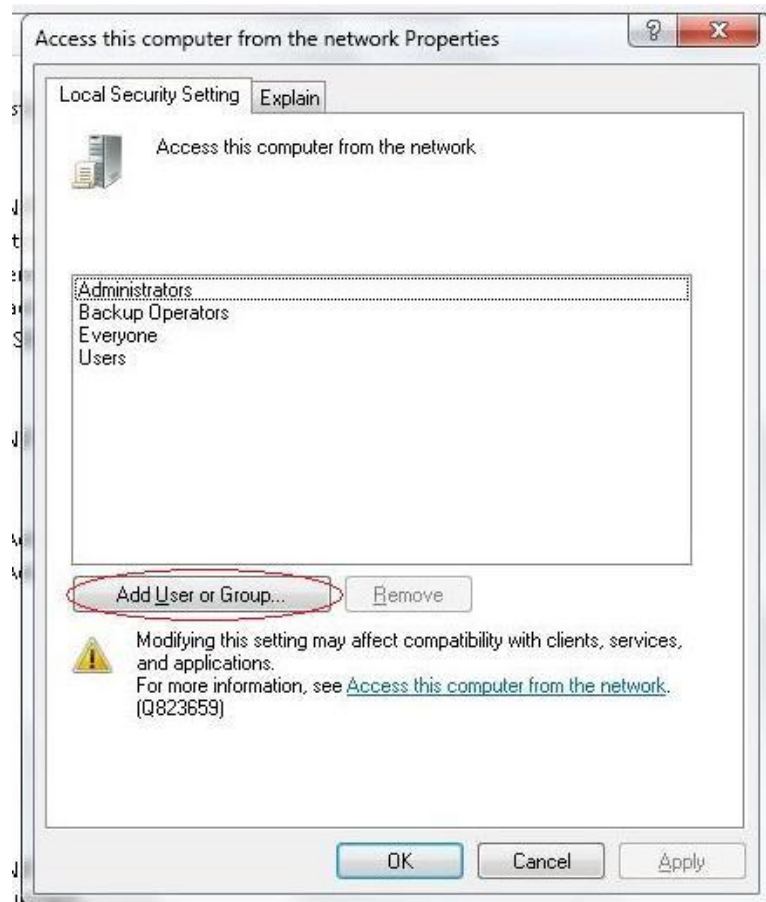 Access this computer from the network Properties
Local Security Setting
Explain
Access this computer from the network
Administrators
Backup Operators
Everyone
Users
Add User or Group...
Remove
Modifying this setting may affect compatibility with clients, services,
and applications.
For more information, see Access this computer from the network.
(Q823659)
OK
Cancel
Apply